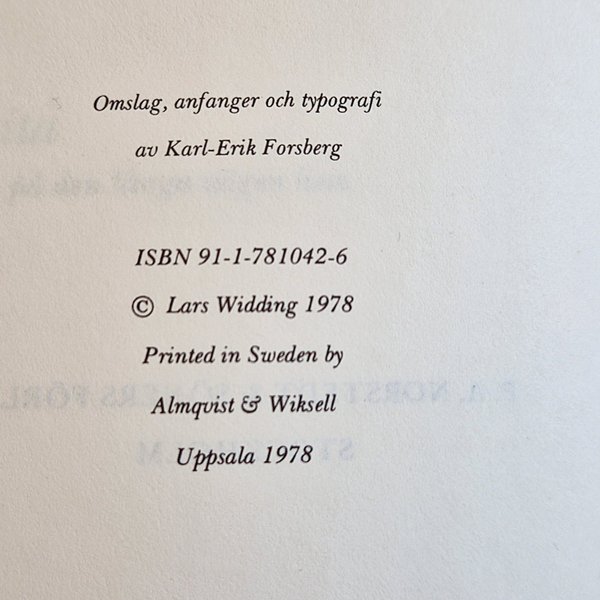 Omslag, anfanger och typografi
av Karl-Erik Forsberg
ISBN 91-1-781042-6
© Lars Widding 1978
Printed in Sweden by
Almqvist & Wiksell
Uppsala 1978